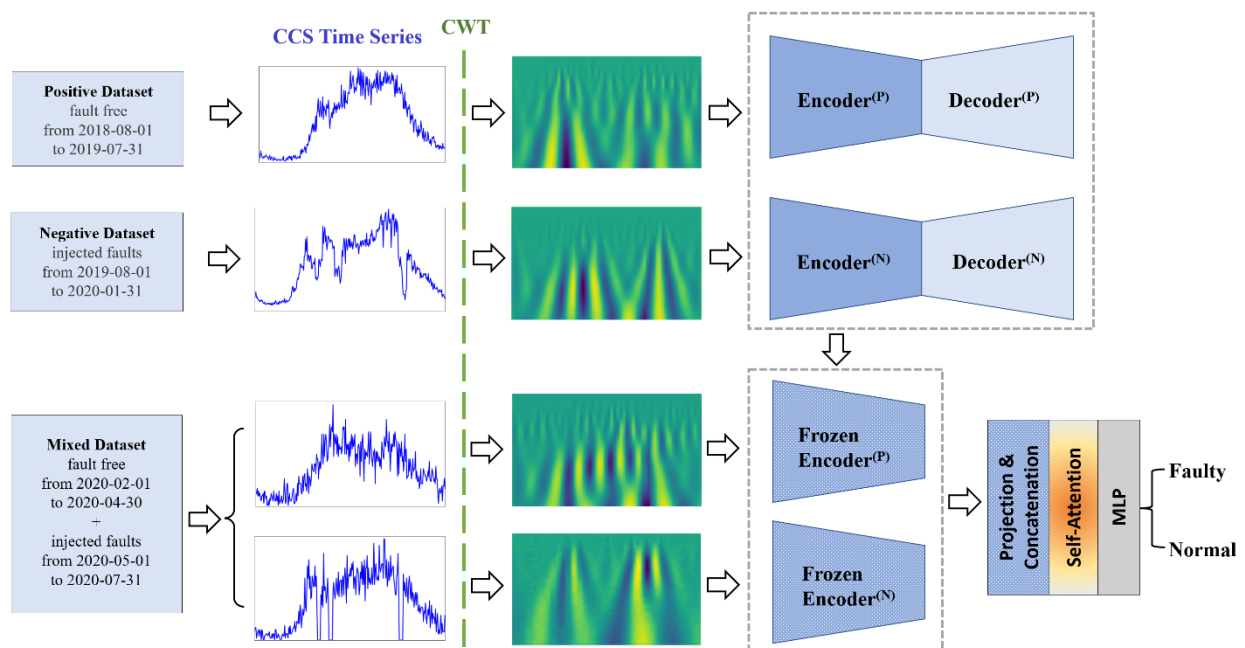 CCS Time Series
CWT
Positive Dataset
fault free
from 2018-08-01
to 2019-07-31
Encoder(P)
Decoder(P)
Negative Dataset
injected faults
from 2019-08-01
to 2020-01-31
Encoder(N)
Decoder(N)
Mixed Dataset
fault free
from 2020-02-01
to 2020-04-30
+
injected faults
from 2020-05-01
to 2020-07-31
Frozen
Encoder(P)
Frozen
Encoder(N)
Projection &
Concatenation
Self-Attention
MLP
Faulty
Normal